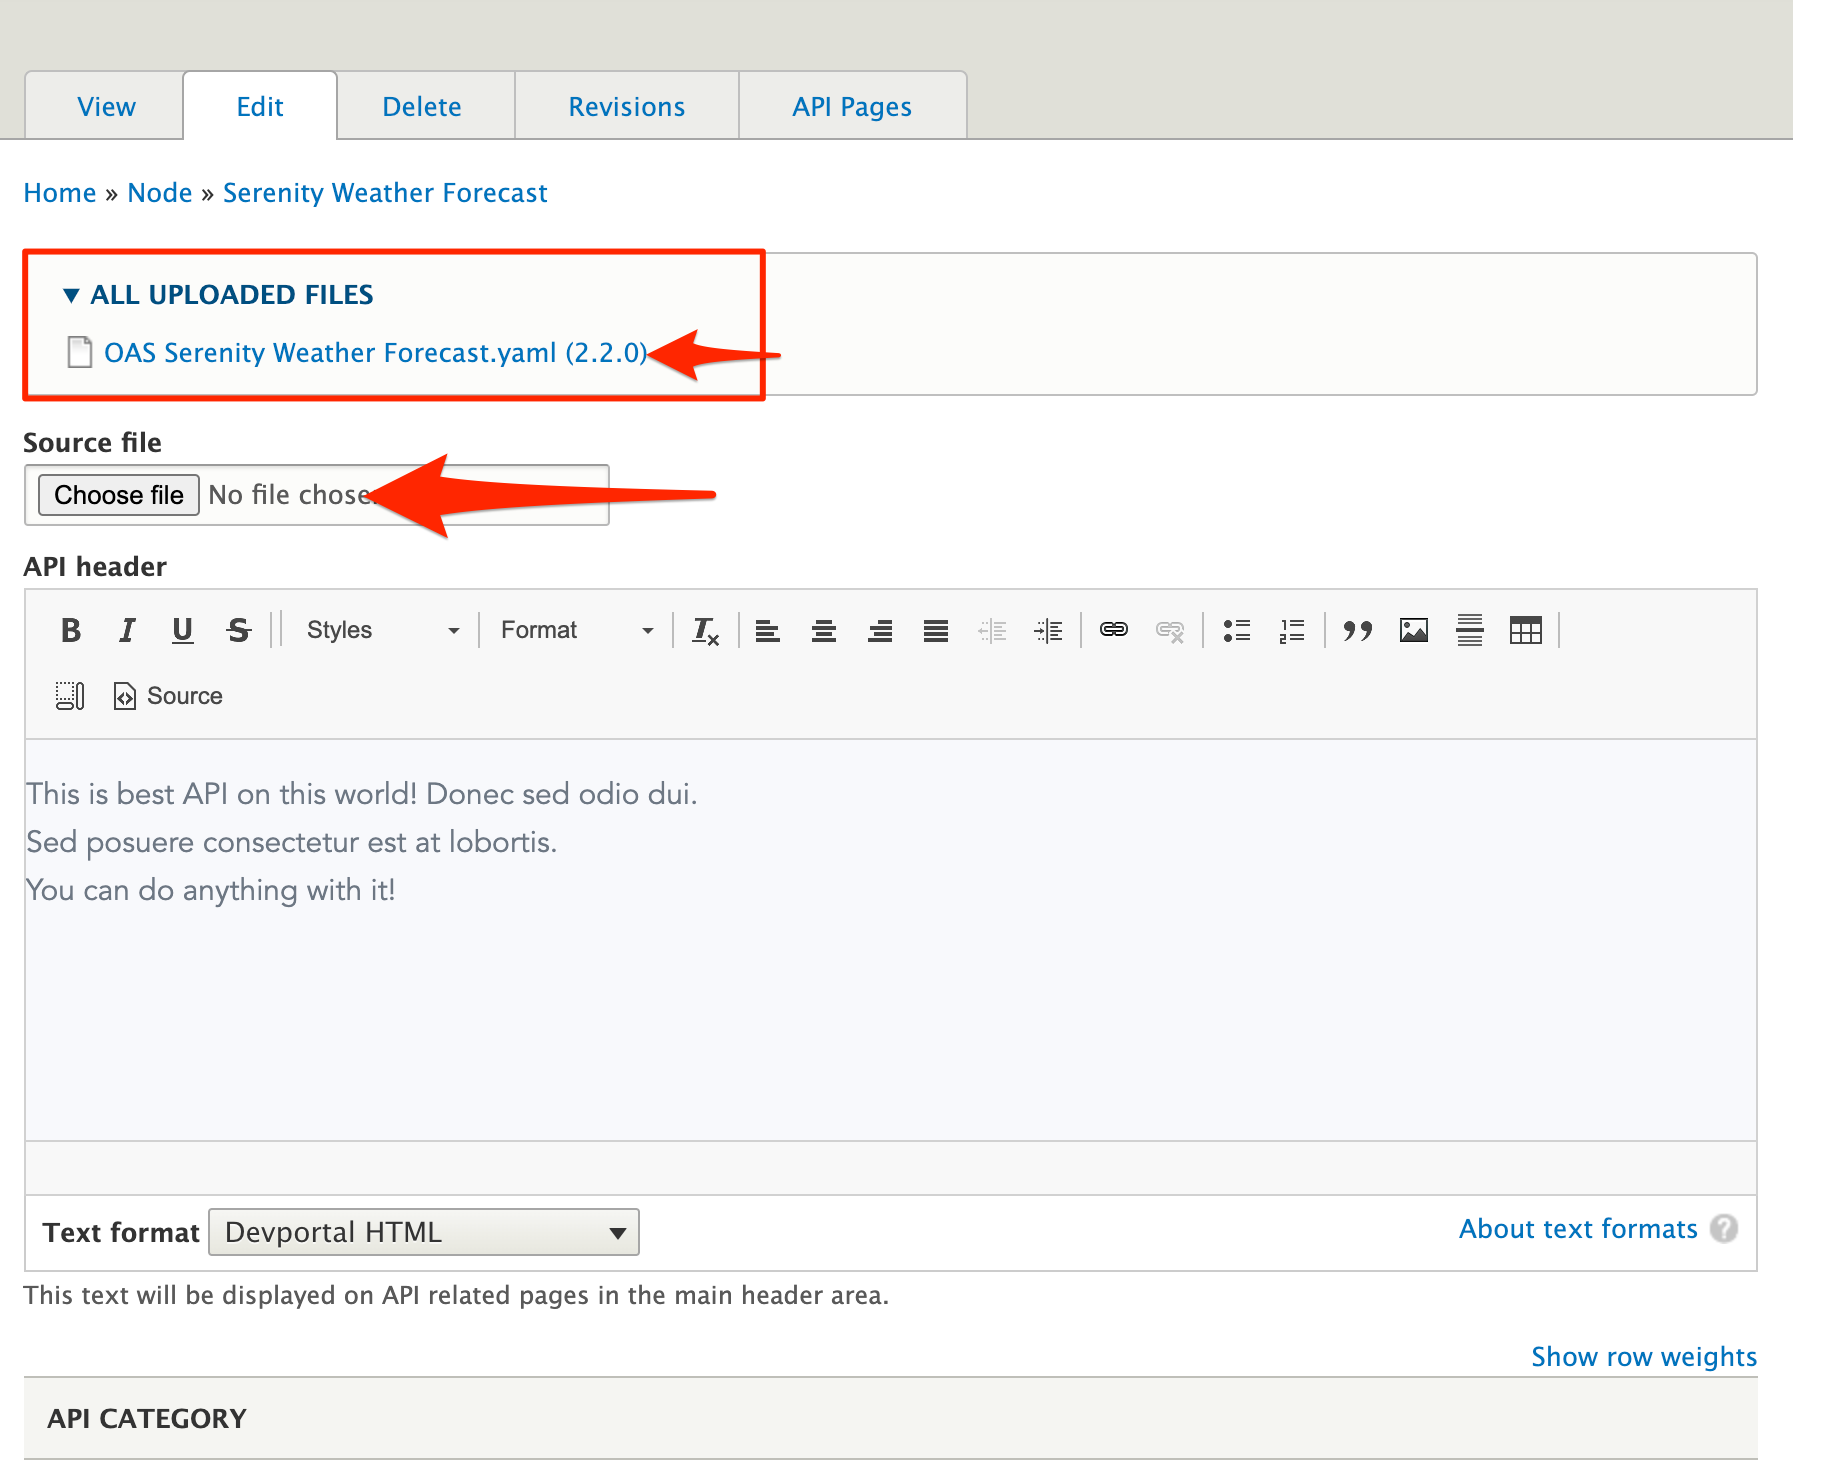 View Edit Delete Revisions API Pages
Home » Node » Serenity Weather Forecast
ALL UPLOADED FILES
OAS Serenity Weather Forecast.yaml (2.2.0)
Source file
Choose file No file
API header
B I U S Styles Format Tx
Source
This is best API on this world! Donec sed odio dui.
Sed posuere consectetur est at lobortis.
You can do anything with it!
Text format Devportal HTML About text formats ?
This text will be displayed on API related pages in the main header area.
Show row weights
API CATEGORY